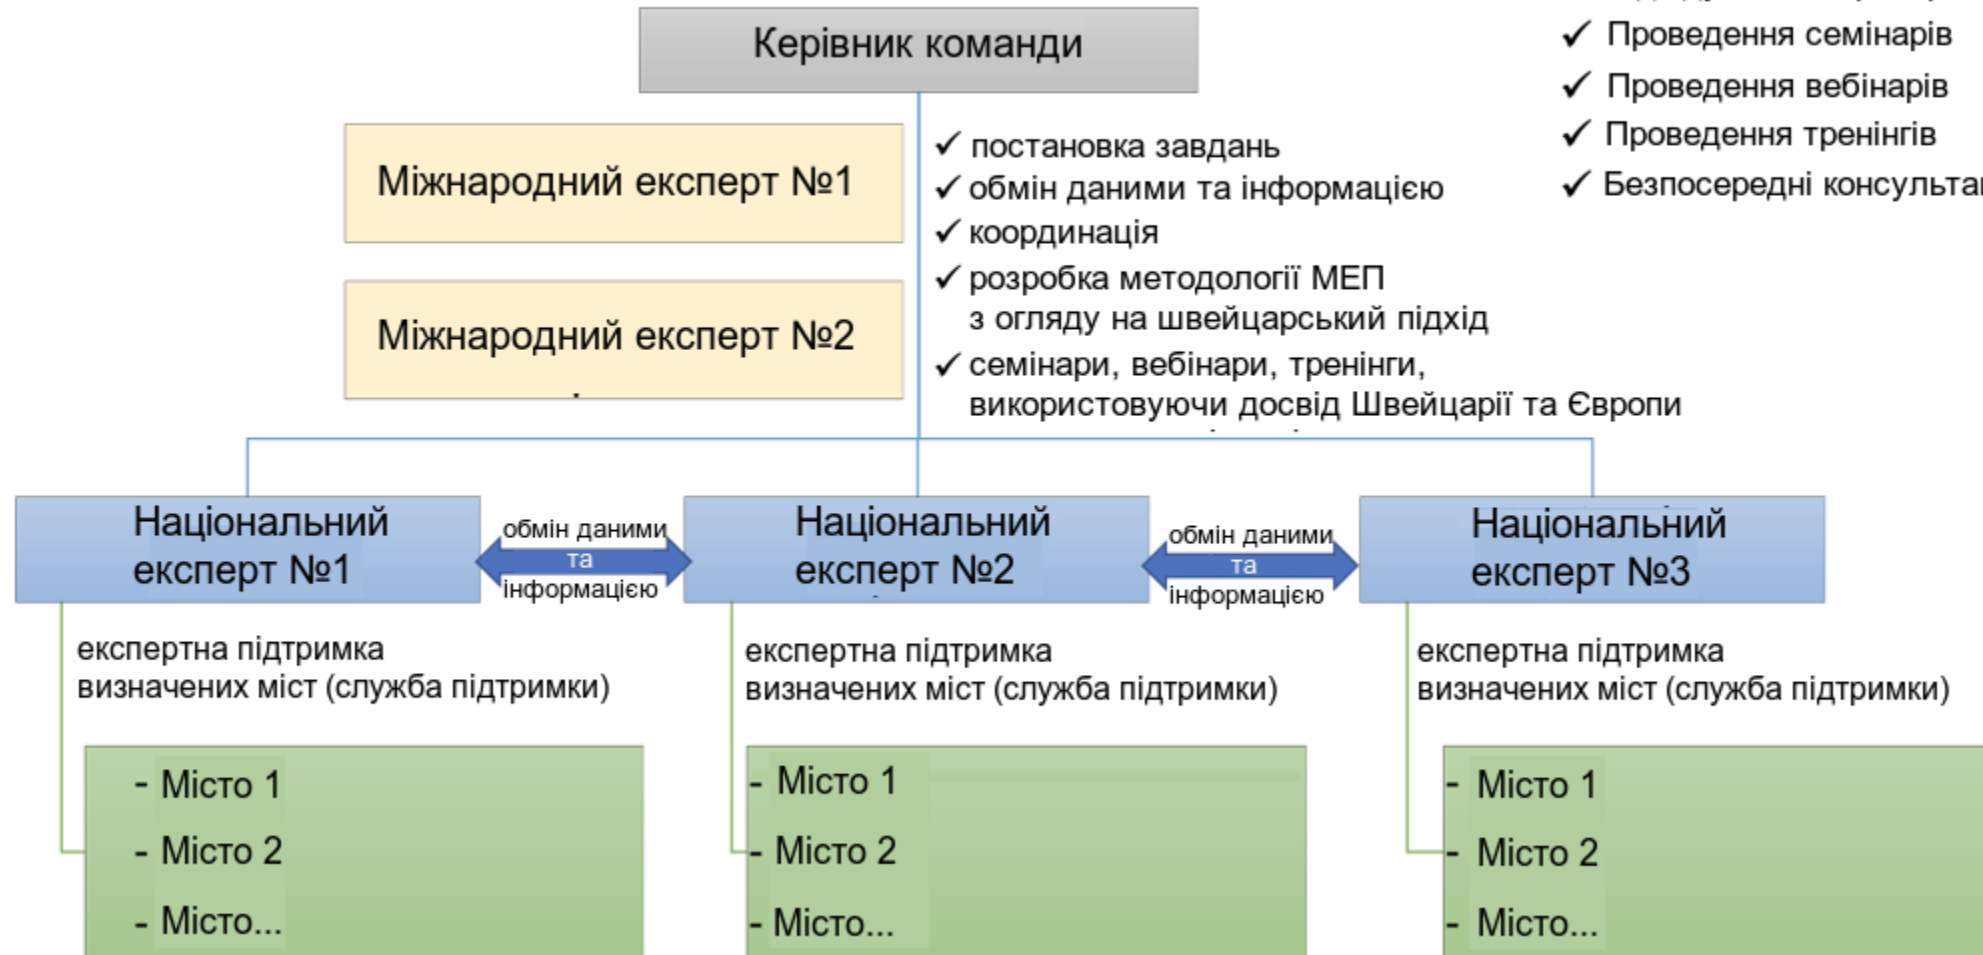 Керівник команди
✓ Проведення семінарів
✓ Проведення вебінарів
✓ Проведення тренінгів
✓ Безпосередні
Міжнародний експерт №1
Міжнародний експерт №2
✓ постановка завдань
✓ обмін даними та інформацією
✓ координація
✓ розробка методології МЕП
з огляду на швейцарський підхід
✓ семінари, вебінари, тренінги,
використовуючи досвід Швейцарії та Європи
Національний
експерт №1
обмін даними
та
інформацією
Національний
експерт №2
обмін даними
та
інформацією
Національний
експерт №3
експертна підтримка
визначених міст (служба підтримки)
експертна підтримка
визначених міст (служба підтримки)
експертна підтримка
визначених міст (служба підтримки)
- Місто 1
- Місто 2
- Місто...
- Місто 1
- Місто 2
- Місто...
- Місто 1
- Місто 2
- Місто...